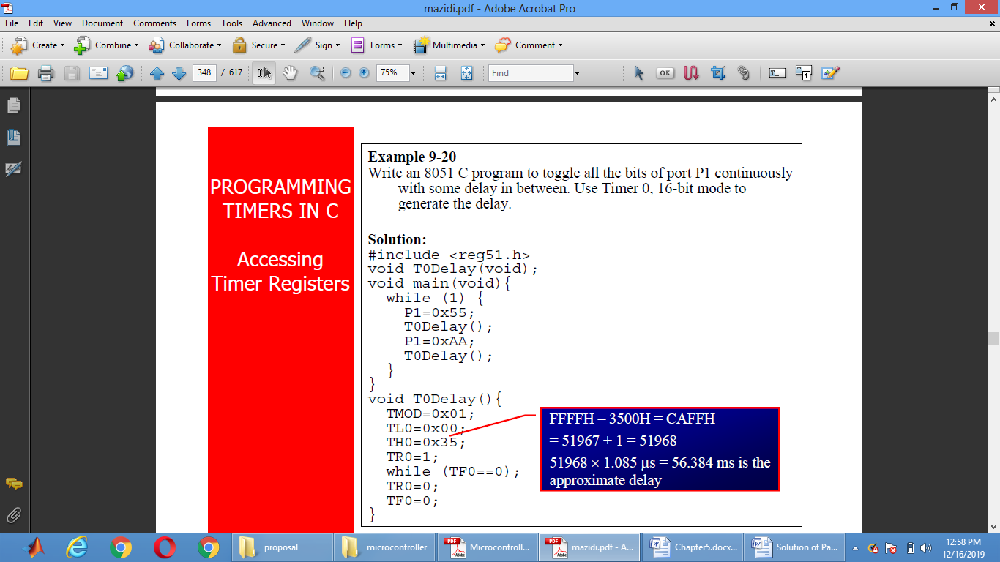 mazidi.pdf - Adobe Acrobat Pro
File Edit View Document Comments Forms Tools Advanced Window Help
Create Combine Collaborate Secure Sign Forms Multimedia Comment
348 / 617 75% Find OK
PROGRAMMING
TIMERS IN C
Accessing
Timer Registers
Example 9-20
Write an 8051 C program to toggle all the bits of port P1 continuously
with some delay in between. Use Timer 0, 16-bit mode to
generate the delay.
Solution:
#include <reg51.h>
void T0Delay(void);
void main(void){
while (1) {
P1=0x55;
T0Delay();
P1=0xAA;
T0Delay();
}
}
void T0Delay(){
TMOD=0x01;
TL0=0x00;
TH0=0x35;
TR0=1;
while (TF0==0);
TR0=0;
TF0=0;
}
FFFFH – 3500H = CAFFH
= 51967 + 1 = 51968
51968 × 1.085 μs = 56.384 ms is the
approximate delay
proposal microcontroller Microcontroll... mazidi.pdf - A... Chapter5.docx... Solution of Pa...
12:58 PM
12/16/2019